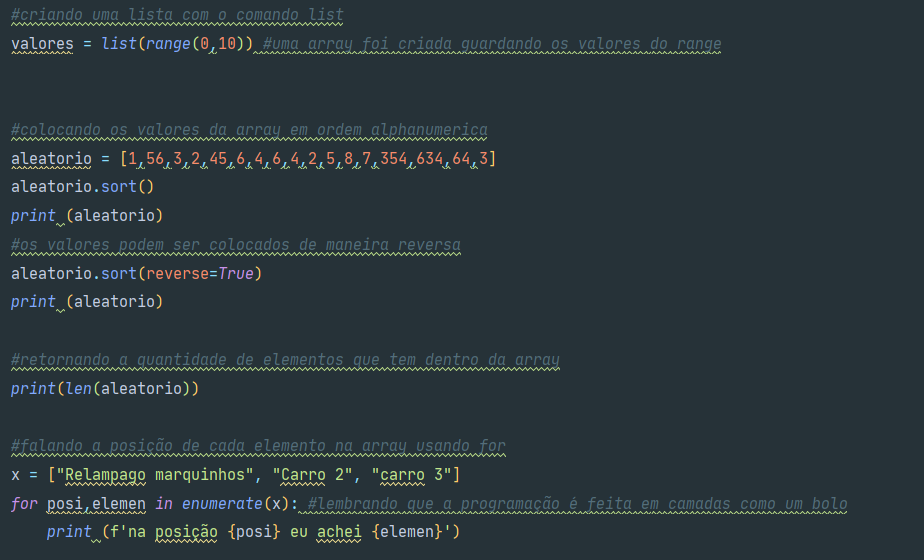 #criando uma lista com o comando list
valores = list(range(0,10)) #uma array foi criada guardando os valores do range
#colocando os valores da array em ordem alphanumerica
aleatorio = [1,56,3,2,45,6,4,6,4,2,5,8,7,354,634,64,3]
aleatorio.sort()
print (aleatorio)
#os valores podem ser colocados de maneira reversa
aleatorio.sort(reverse=True)
print (aleatorio)
#retornando a quantidade de elementos que tem dentro da array
print(len(aleatorio))
#falando a posição de cada elemento na array usando for
x = ["Relampago marquinhos", "Carro 2", "carro 3"]
for posi,elemen in enumerate(x): #lembrando que a programação é feita em camadas como um bolo
    print (f'na posição {posi} eu achei {elemen}')